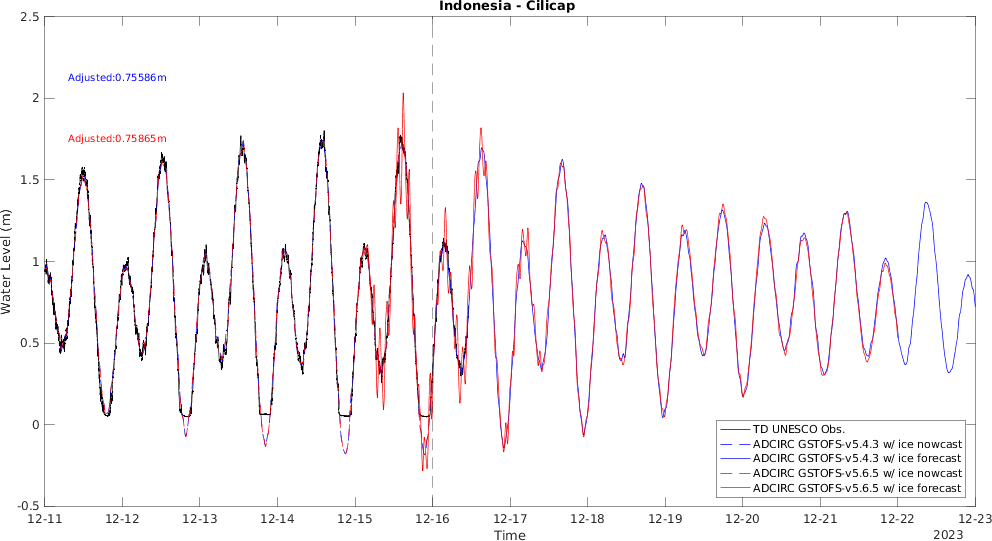 Indonesia - Cilicap
2.5
2
1.5
1
0.5
0
-0.5
Water Level (m)
Adjusted:0.75586m
Adjusted:0.75865m
TD UNESCO Obs.
ADCIRC GSTOFS-v5.4.3 w/ ice nowcast
ADCIRC GSTOFS-v5.4.3 w/ ice forecast
ADCIRC GSTOFS-v5.6.5 w/ ice nowcast
ADCIRC GSTOFS-v5.6.5 w/ ice forecast
12-11 12-12 12-13 12-14 12-15 12-16 12-17 12-18 12-19 12-20 12-21 12-22 12-23
Time
2023